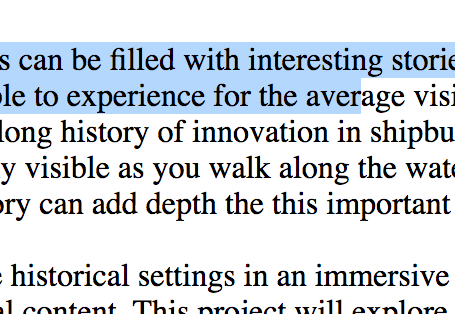 s can be filled with interesting storie
le to experience for the average visi
long history of innovation in shipbu
y visible as you walk along the wate
ory can add depth the this important
historical settings in an immersive
al content. This project will explore